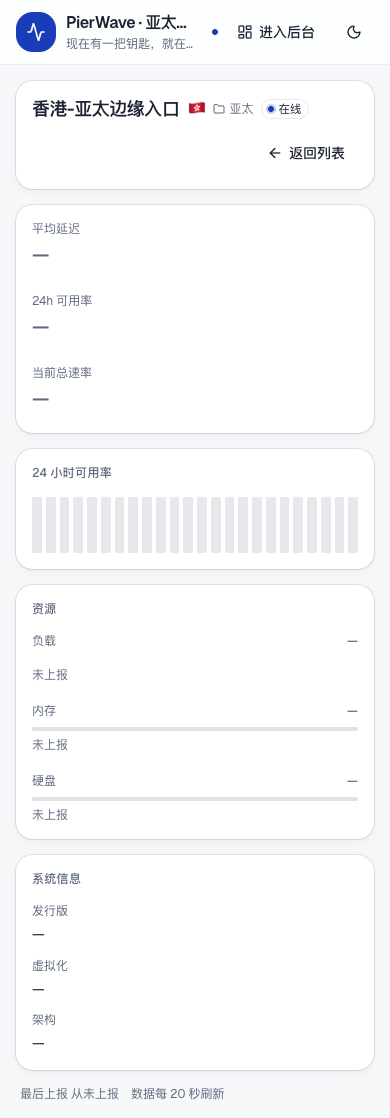 PierWave · 亚太...
现在有一把钥匙，就在...
进入后台
香港-亚太边缘入口 亚太 在线
返回列表
平均延迟
—
24h 可用率
—
当前总速率
—
24 小时可用率
资源
负载 —
未上报
内存 —
未上报
硬盘 —
未上报
系统信息
发行版
—
虚拟化
—
架构
—
最后上报 从未上报 数据每 20 秒刷新